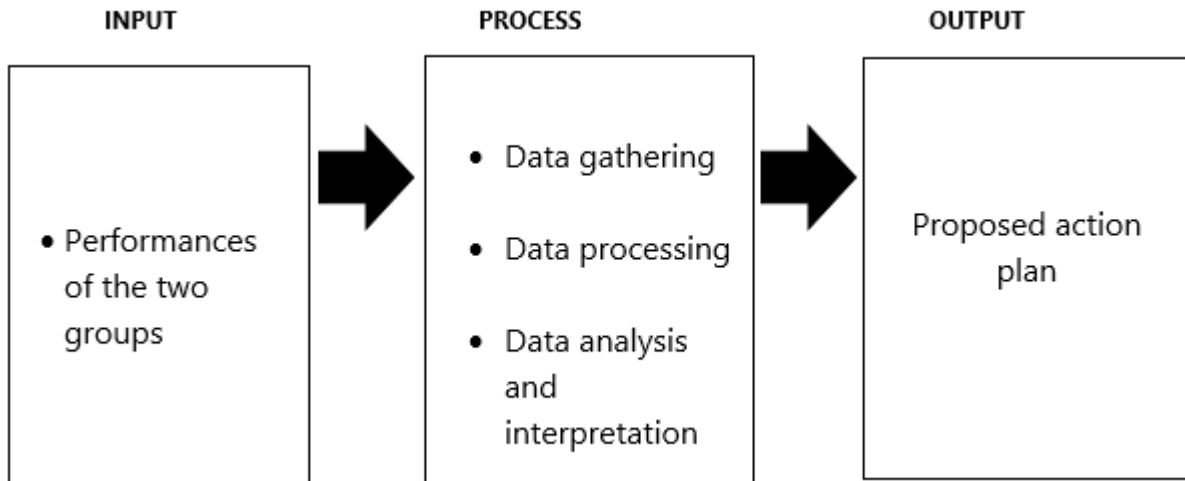 INPUT
PROCESS
OUTPUT
• Performances
of the two
groups
• Data gathering
• Data processing
• Data analysis
and
interpretation
Proposed action
plan